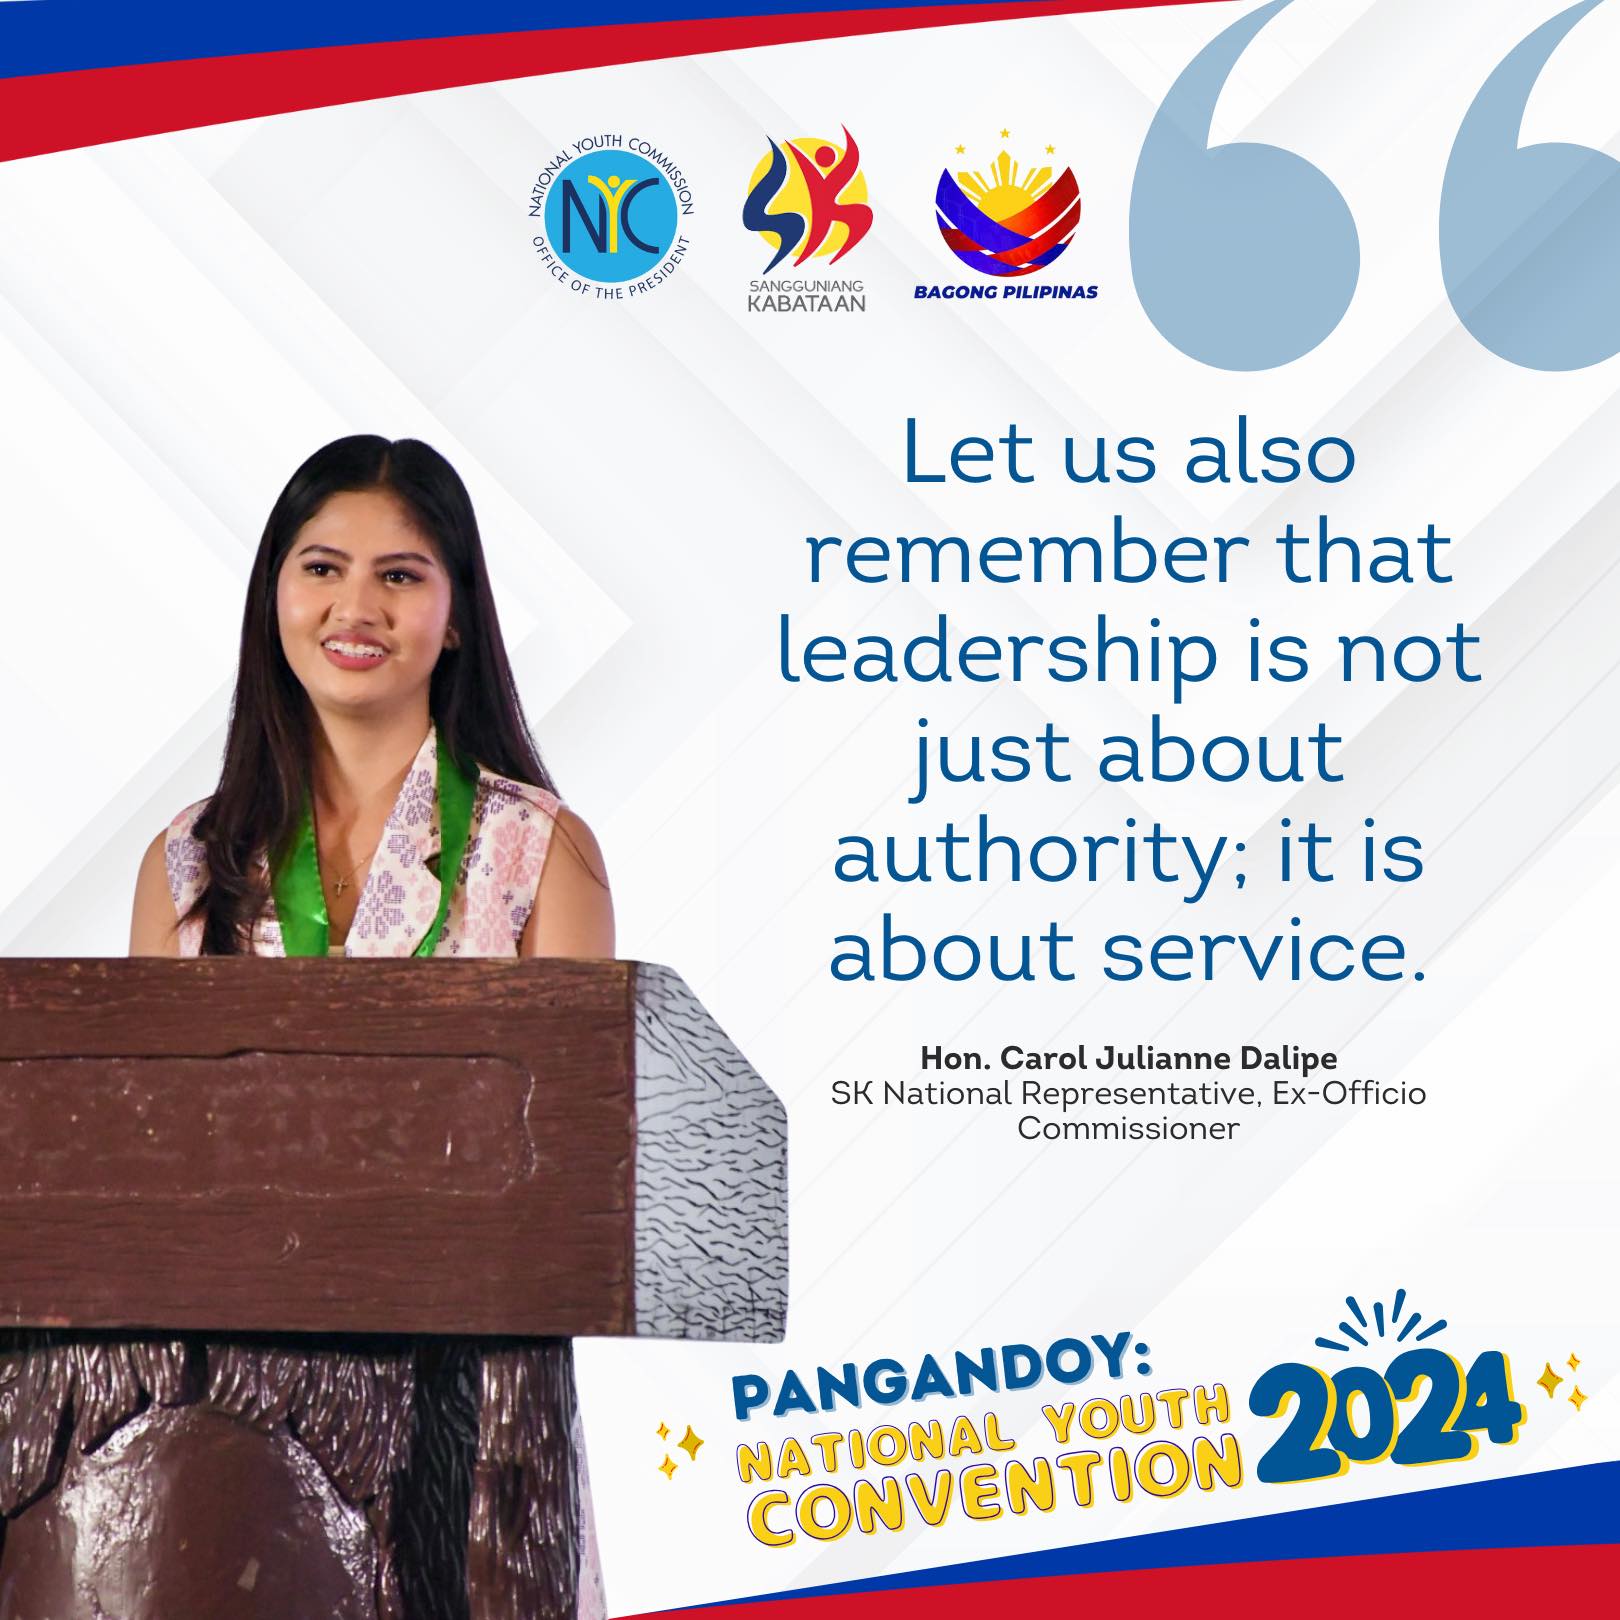 NATIONAL YOUTH COMMISSION
NYC
OFFICE OF THE PRESIDENT
SK
SANGGUNIANG
KABATAAN
BAGONG PILIPINAS
Let us also
remember that
leadership is not
just about
authority; it is
about service.
Hon. Carol Julianne Dalipe
SK National Representative, Ex-Officio
Commissioner
PANGANDOY:
NATIONAL YOUTH
CONVENTION
2024